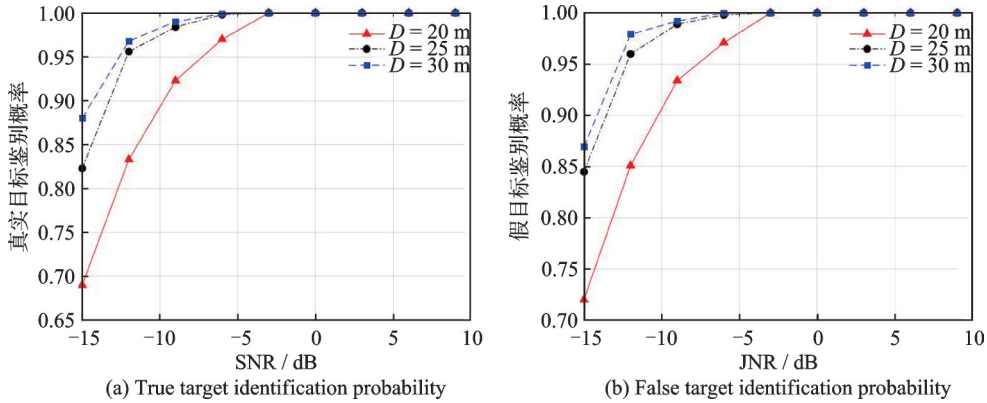 真实目标鉴别概率
1.00
0.95
0.90
0.85
0.80
0.75
0.70
0.65
−15
−10
−5
0
5
10
SNR / dB
D = 20 m
D = 25 m
D = 30 m
(a) True target identification probability
假目标鉴别概率
1.00
0.95
0.90
0.85
0.80
0.75
0.70
−15
−10
−5
0
5
10
JNR / dB
D = 20 m
D = 25 m
D = 30 m
(b) False target identification probability